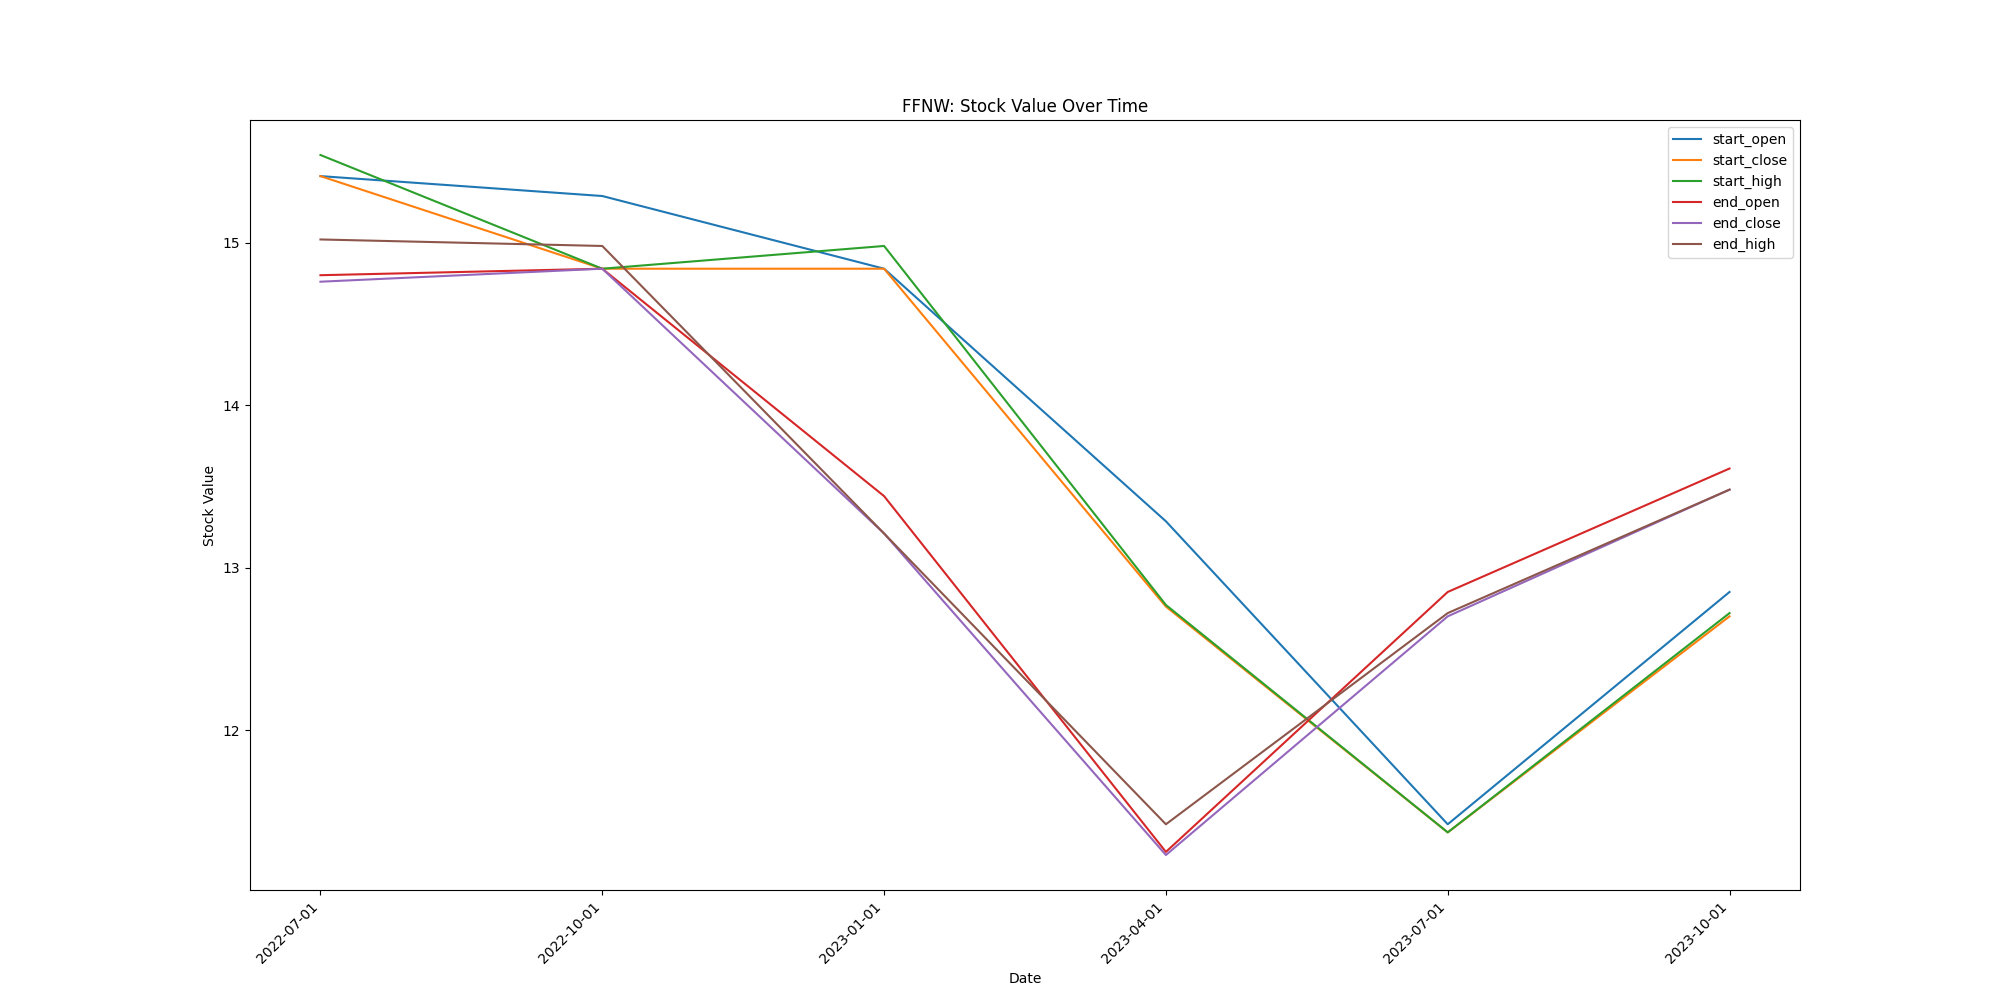 FFNW: Stock Value Over Time
start_open
start_close
start_high
end_open
end_close
end_high
Stock Value
15
14
13
12
2022-07-01
2022-10-01
2023-01-01
2023-04-01
2023-07-01
2023-10-01
Date